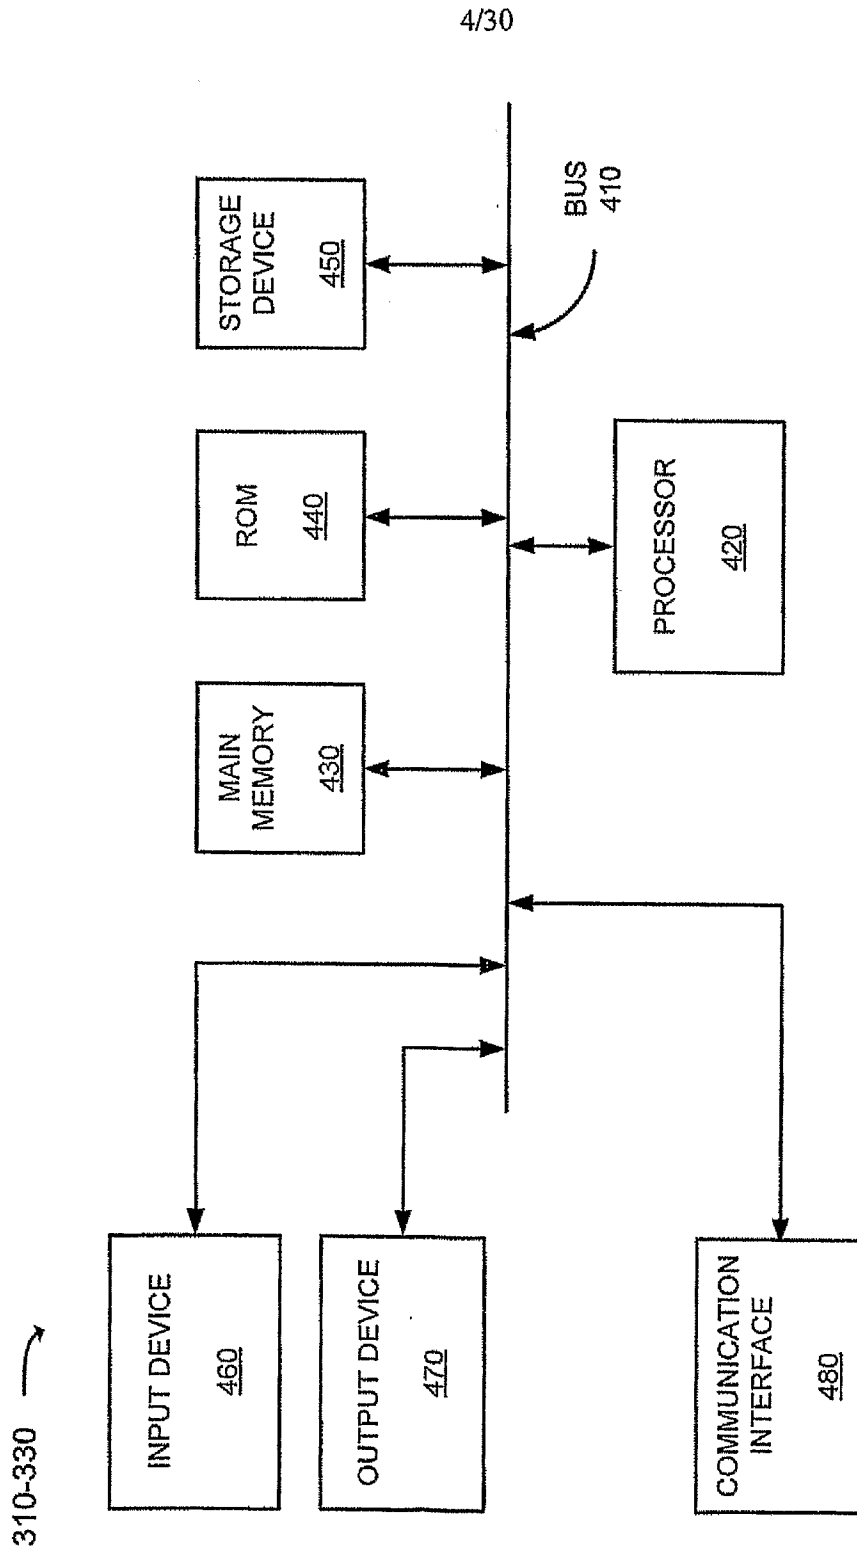 4/30
310-330
INPUT DEVICE
460
OUTPUT DEVICE
470
COMMUNICATION
INTERFACE
480
MAIN
MEMORY
430
ROM
440
STORAGE
DEVICE
450
PROCESSOR
420
BUS
410